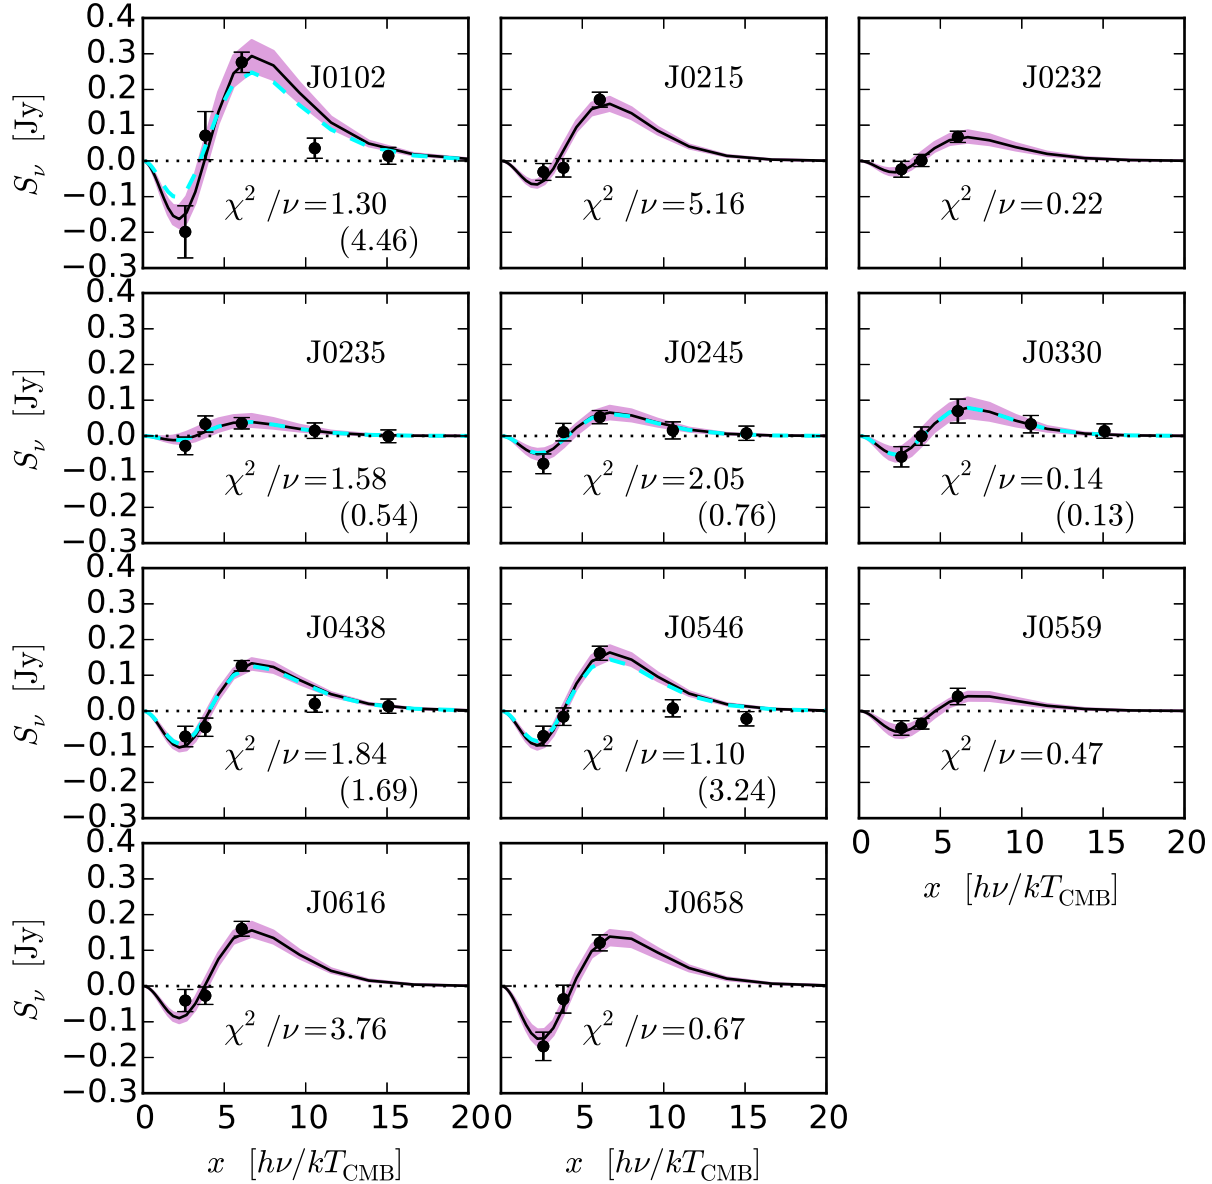 0.4
0.3
0.2
0.1
0.0
−0.1
−0.2
−0.3
S_ν [Jy]
J0102
χ² /ν=1.30
(4.46)
J0215
χ² /ν=5.16
J0232
χ² /ν=0.22
0.4
0.3
0.2
0.1
0.0
−0.1
−0.2
−0.3
S_ν [Jy]
J0235
χ² /ν=1.58
(0.54)
J0245
χ² /ν=2.05
(0.76)
J0330
χ² /ν=0.14
(0.13)
0.4
0.3
0.2
0.1
0.0
−0.1
−0.2
−0.3
S_ν [Jy]
J0438
χ² /ν=1.84
(1.69)
J0546
χ² /ν=1.10
(3.24)
J0559
χ² /ν=0.47
0 5 10 15 20
x [hν/kT_CMB]
0.4
0.3
0.2
0.1
0.0
−0.1
−0.2
−0.3
S_ν [Jy]
J0616
χ² /ν=3.76
J0658
χ² /ν=0.67
0 5 10 15 20
0 5 10 15 20
x [hν/kT_CMB]
x [hν/kT_CMB]